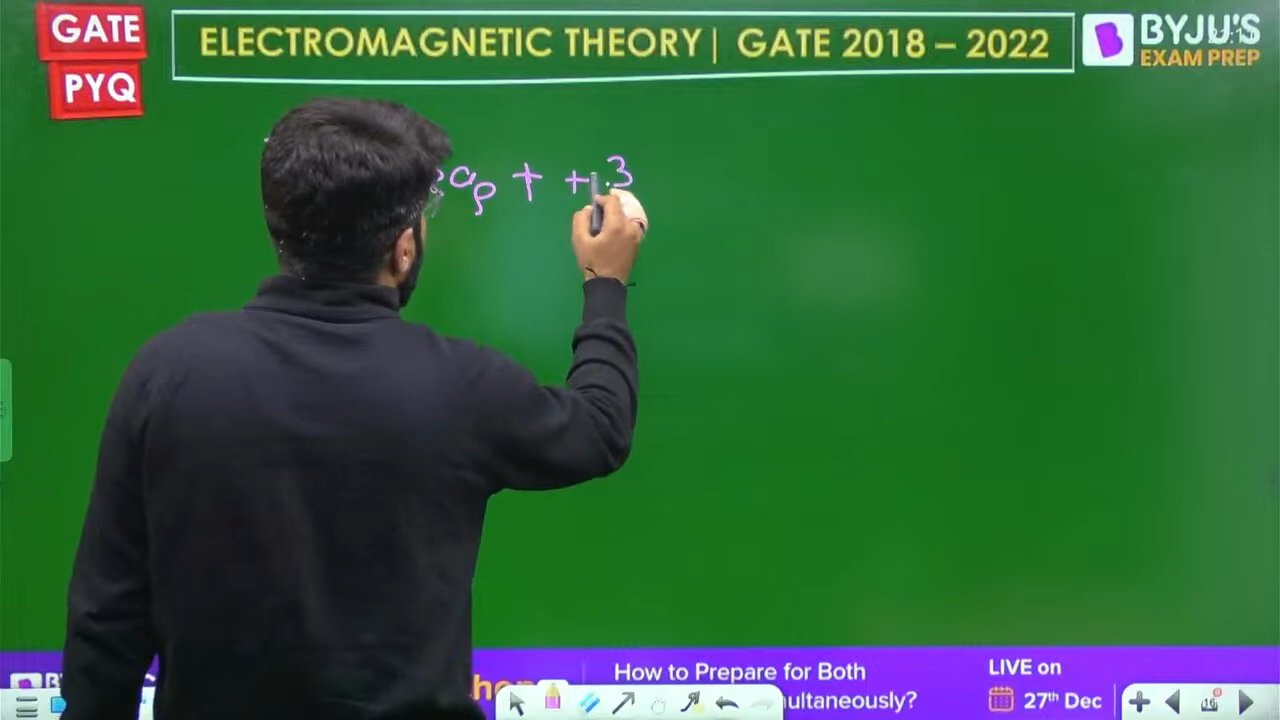 GATE
PYQ
ELECTROMAGNETIC THEORY | GATE 2018 – 2022
BYJU'S
EXAM PREP
aρ + + 3
How to Prepare for Both
ultaneously?
LIVE on
27th Dec
16